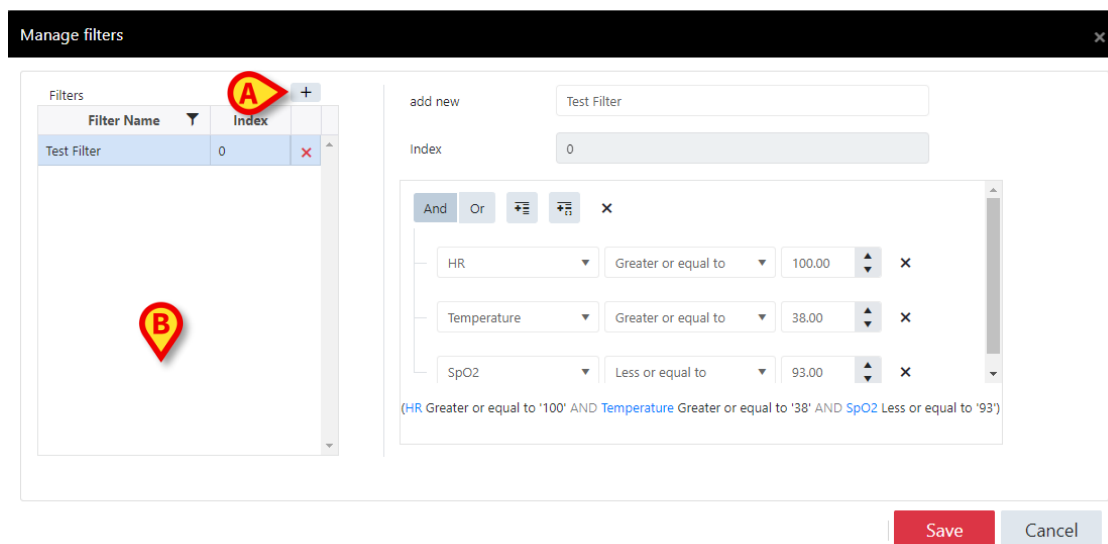 Manage filters ×
Filters A +
Filter Name Index
Test Filter 0 ×
B
add new Test Filter
Index 0
And Or ×
HR Greater or equal to 100.00 ×
Temperature Greater or equal to 38.00 ×
SpO2 Less or equal to 93.00 ×
(HR Greater or equal to '100' AND Temperature Greater or equal to '38' AND SpO2 Less or equal to '93')
Save Cancel